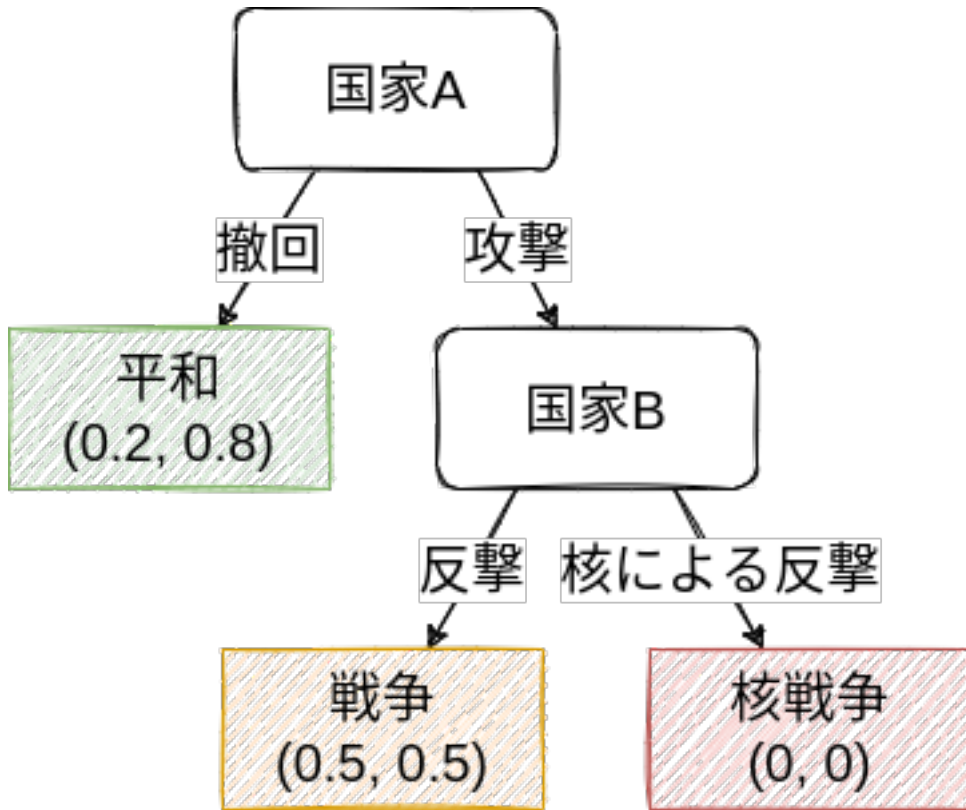 国家A
撤回
攻撃
平和
(0.2, 0.8)
国家B
反撃
核による反撃
戦争
(0.5, 0.5)
核戦争
(0, 0)